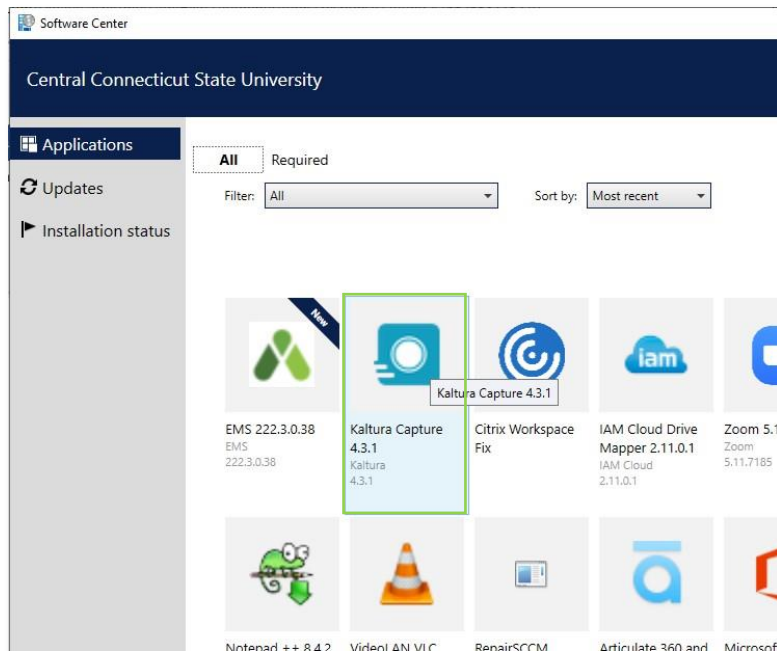 Software Center
Central Connecticut State University
Applications
Updates
Installation status
All Required
Filter: All Sort by: Most recent
New
iam
Kaltura Capture 4.3.1
EMS 222.3.0.38
EMS
222.3.0.38
Kaltura Capture
4.3.1
Kaltura
4.3.1
Citrix Workspace
Fix
IAM Cloud Drive
Mapper 2.11.0.1
IAM Cloud
2.11.0.1
Zoom 5.1
Zoom
5.11.7185
Notepad ++ 8.4.2 VideoLAN VLC RepairSCCM Articulate 360 and Microsof